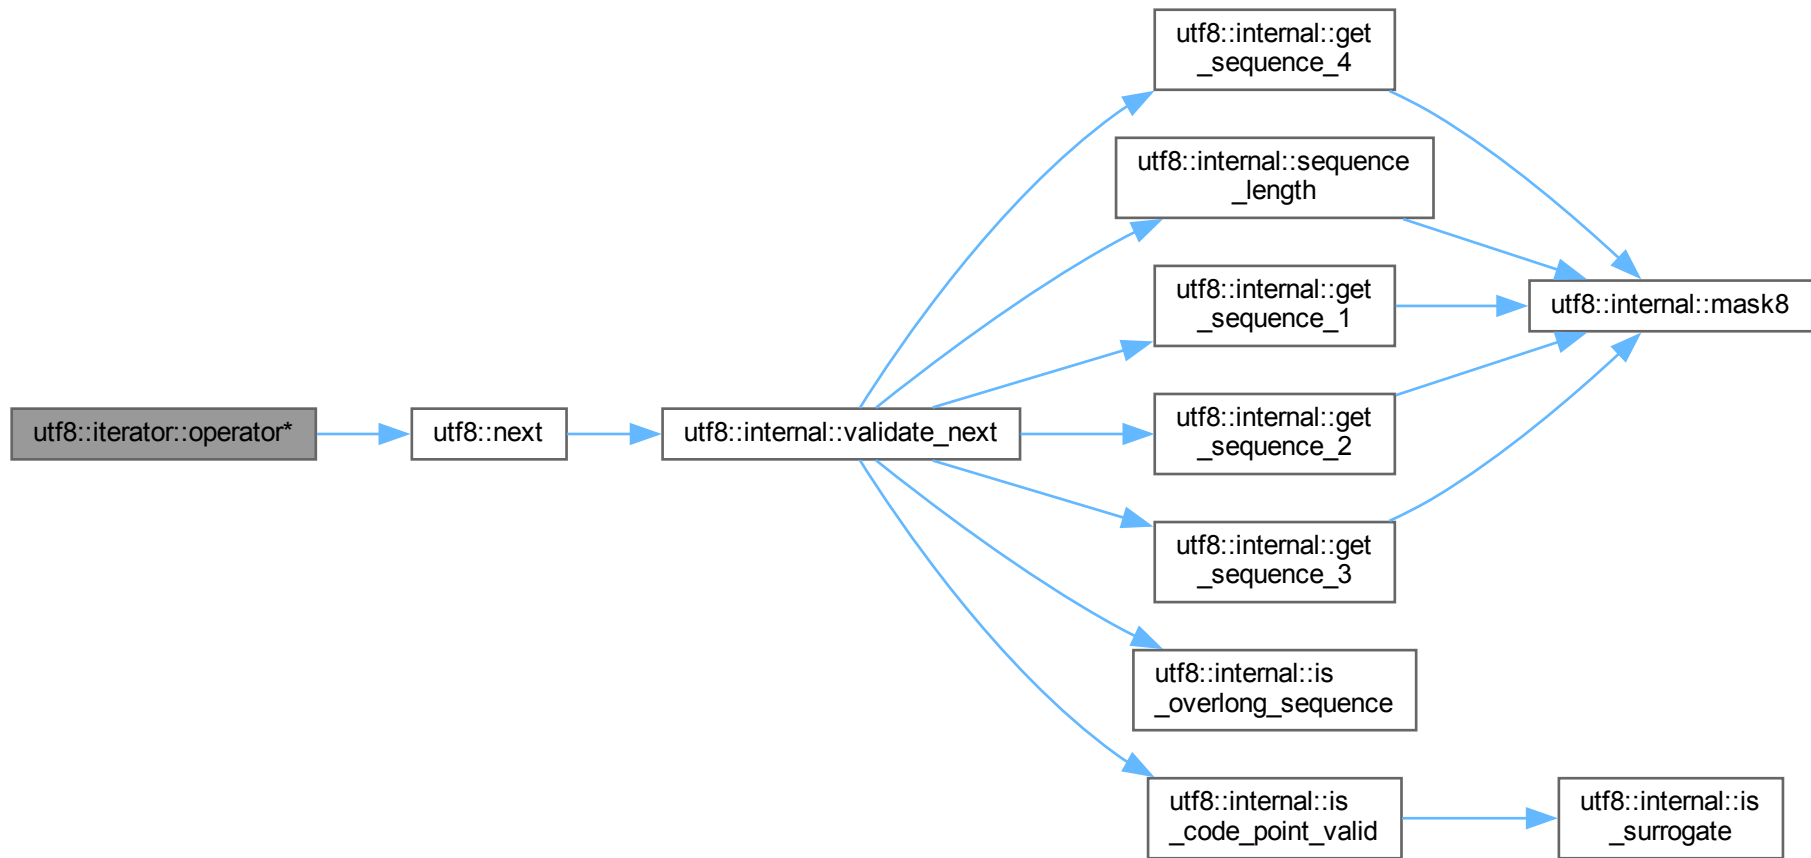 utf8::iterator::operator*
utf8::next
utf8::internal::validate_next
utf8::internal::get
_sequence_4
utf8::internal::sequence
_length
utf8::internal::get
_sequence_1
utf8::internal::get
_sequence_2
utf8::internal::get
_sequence_3
utf8::internal::is
_overlong_sequence
utf8::internal::is
_code_point_valid
utf8::internal::mask8
utf8::internal::is
_surrogate